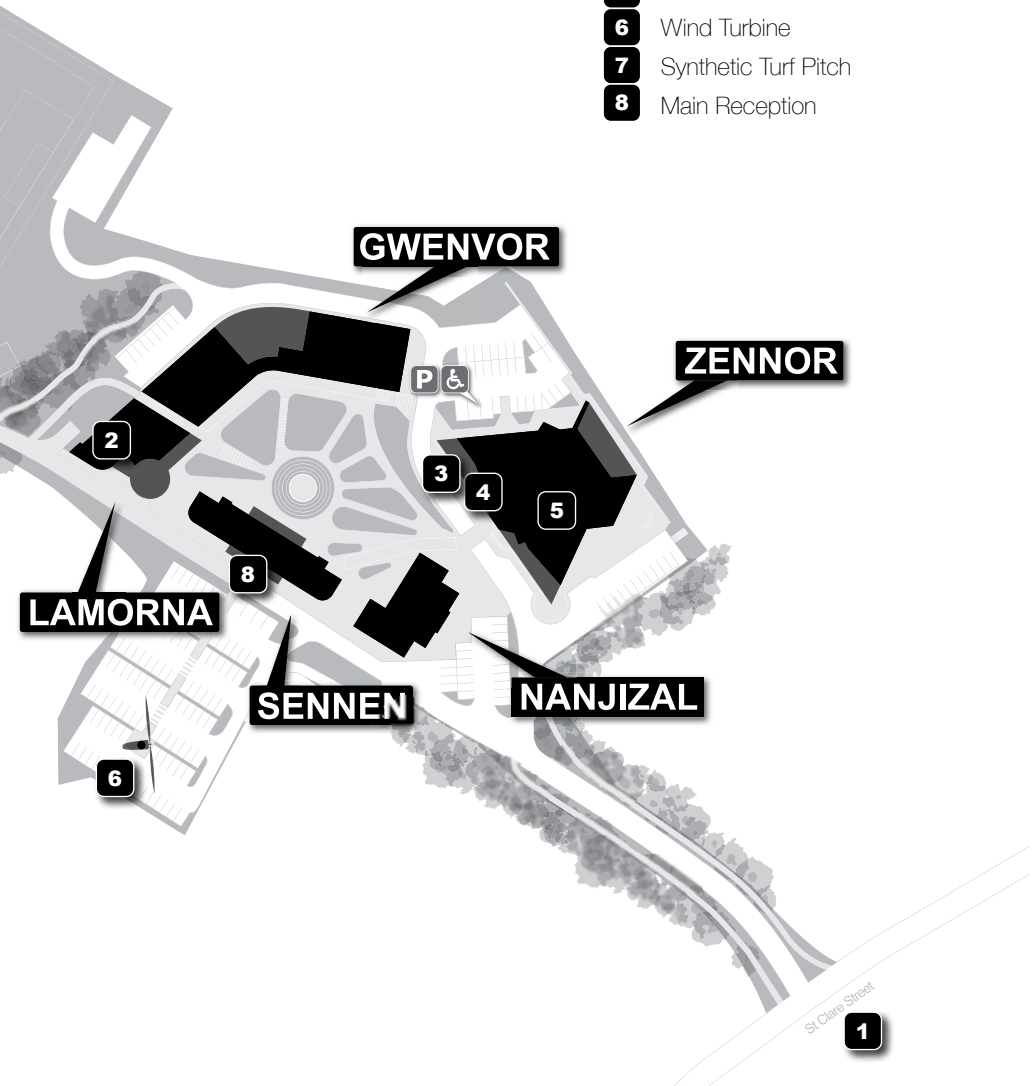 6 Wind Turbine
7 Synthetic Turf Pitch
8 Main Reception
GWENVOR
ZENNOR
P
2
3
4
5
8
LAMORNA
SENNEN
NANJIZAL
6
St Clare Street
1